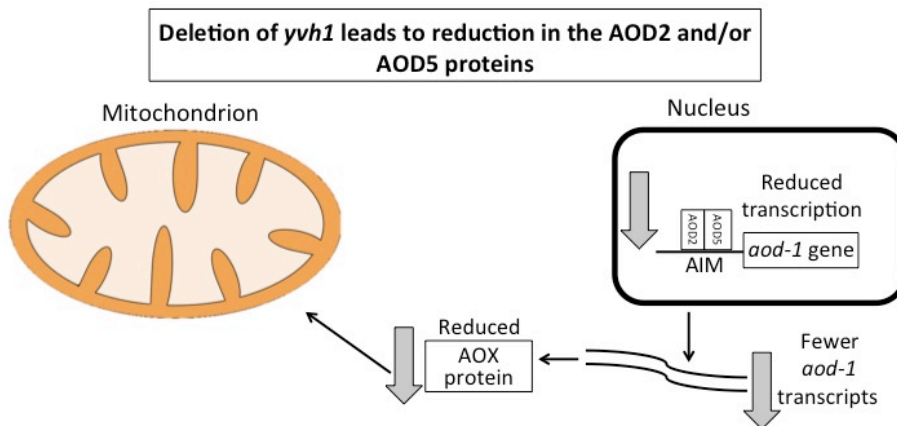 Deletion of yvh1 leads to reduction in the AOD2 and/or
AOD5 proteins
Mitochondrion
Nucleus
Reduced
transcription
AOD2
AOD5
AIM
aod-1 gene
Reduced
AOX
protein
Fewer
aod-1
transcripts